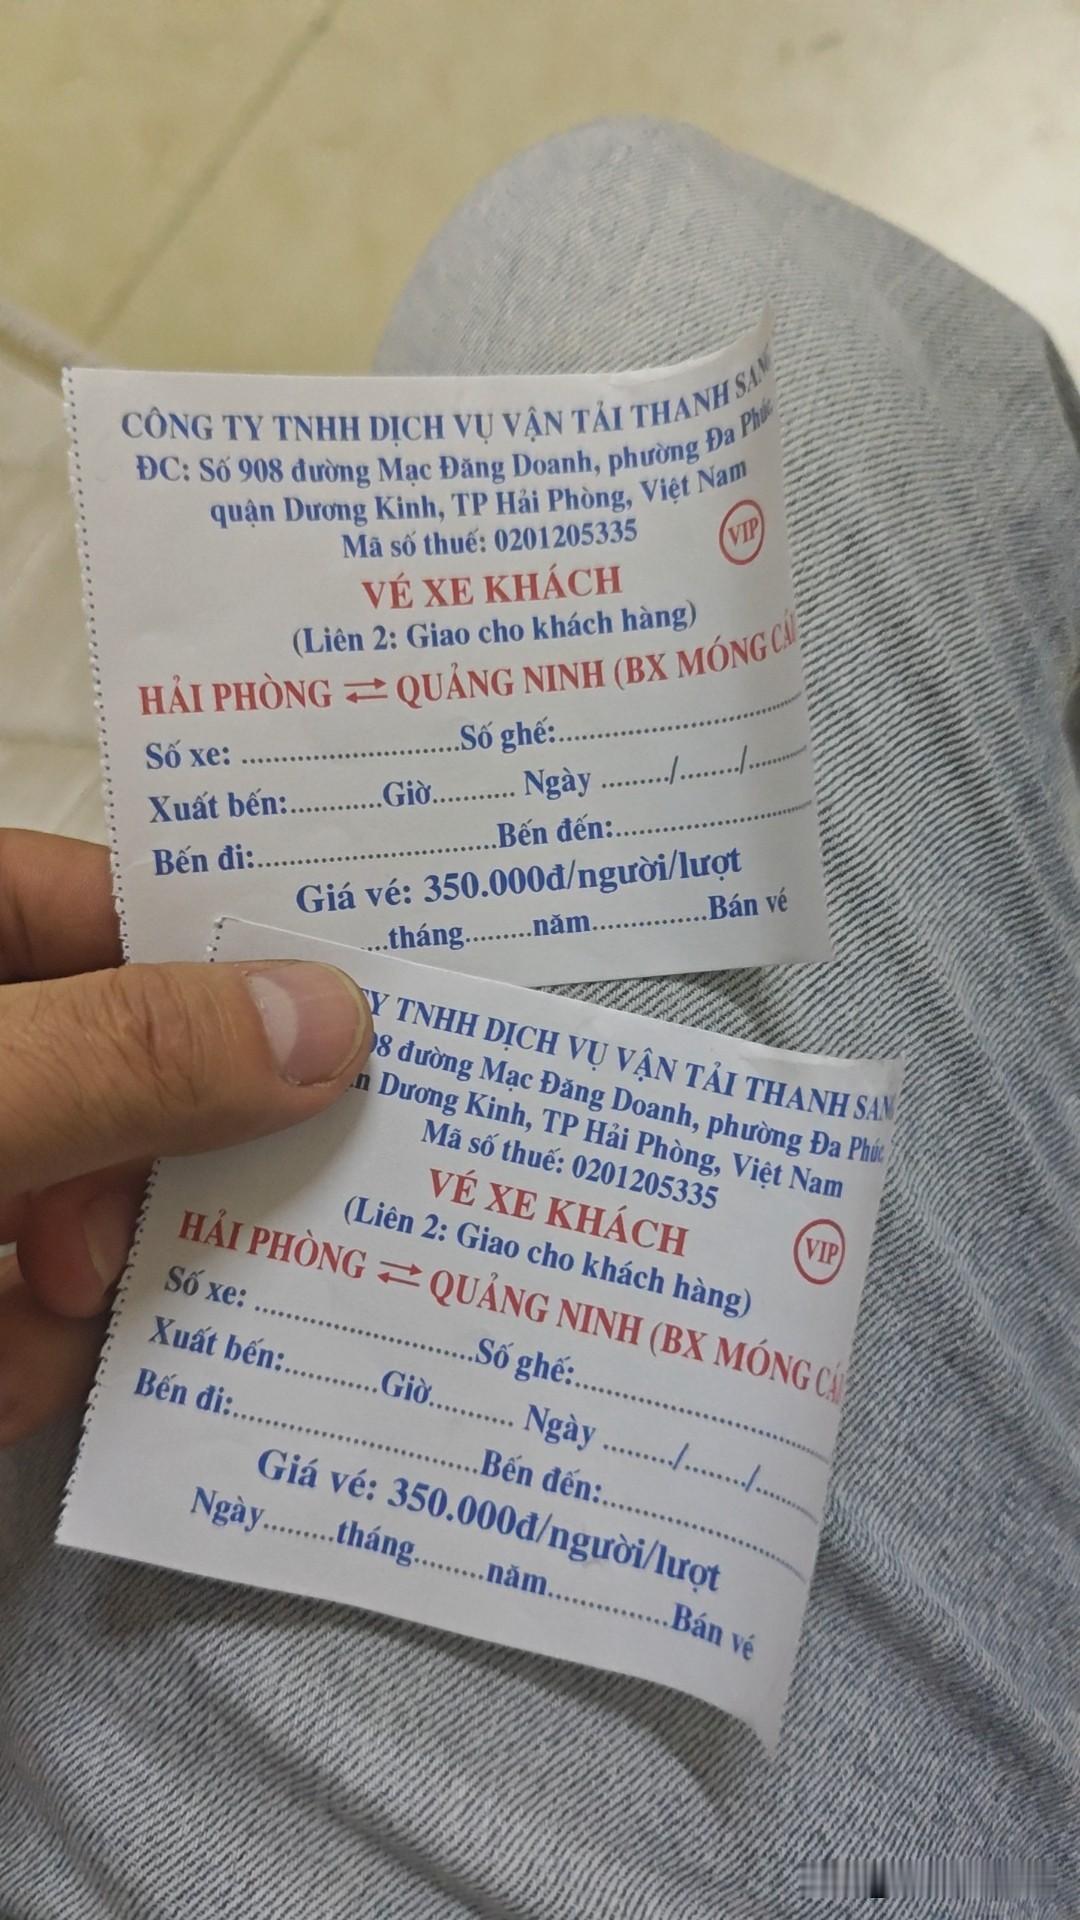 CÔNG TY TNHH DỊCH VỤ VẬN TẢI THANH
ĐC: Số 908 đường Mạc Đăng Doanh, phường Đa Phúc
quận Dương Kinh, TP Hải Phòng, Việt Nam
Mã số thuế: 0201205335
VIP
VÉ XE KHÁCH
(Liên 2: Giao cho khách hàng)
HẢI PHÒNG ⇄ QUẢNG NINH (BX MÓNG CÁI
Số xe: ........................Số ghế:..........................
Xuất bến:..........Giờ......... Ngày ......../......../........
Bến đi:..........................Bến đến:......................
Giá vé: 350.000đ/người/lượt
....tháng........năm.............Bán vé
TNHH DỊCH VỤ VẬN TẢI THANH
đường Mạc Đăng Doanh, phường Đa Phúc
Dương Kinh, TP Hải Phòng, Việt Nam
Mã số thuế: 0201205335
VÉ XE KHÁCH
VIP
(Liên 2: Giao cho khách hàng)
HẢI PHÒNG ⇄ QUẢNG NINH (BX MÓNG CÁI
Số xe: ........................Số ghế:..........................
Xuất bến:..........Giờ......... Ngày ......../......../........
Bến đi:..........................Bến đến:......................
Giá vé: 350.000đ/người/lượt
Ngày........tháng........năm.............Bán vé